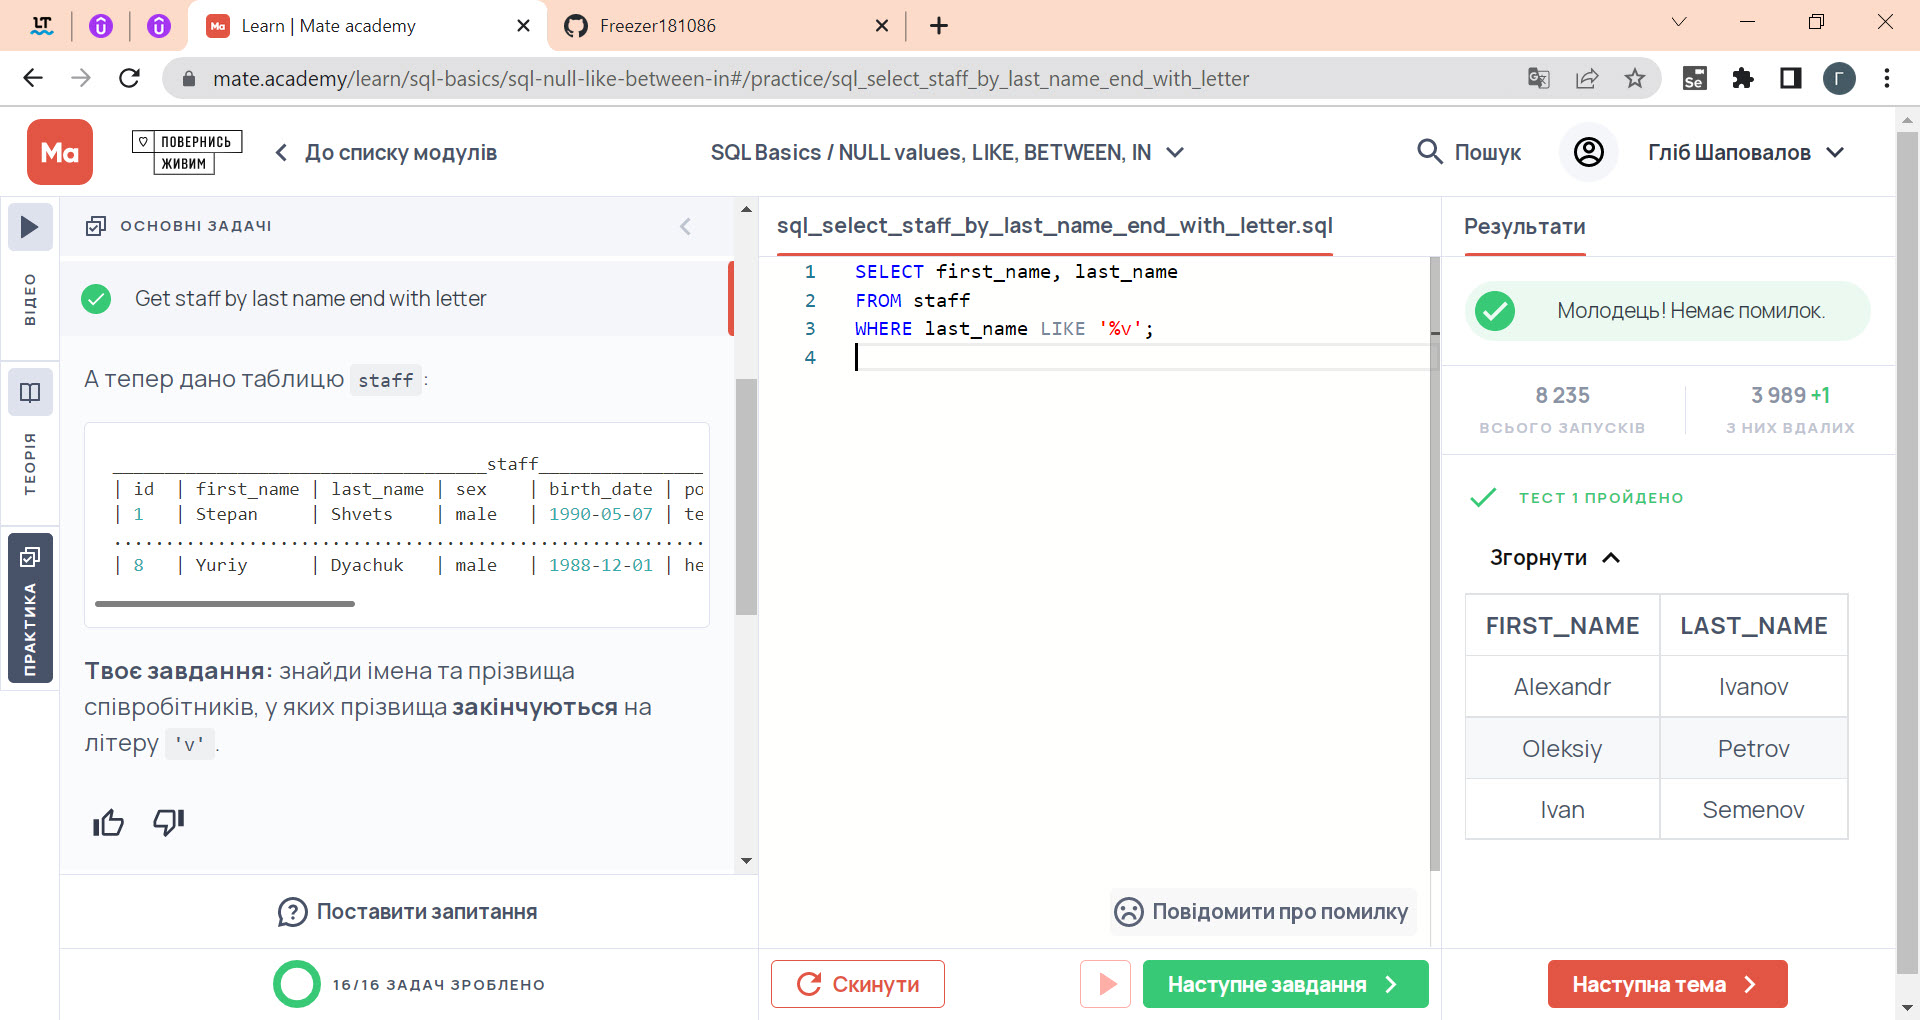 Learn | Mate academy
Freezer181086
mate.academy/learn/sql-basics/sql-null-like-between-in#/practice/sql_select_staff_by_last_name_end_with_letter
Se
Г
Ma
ПОВЕРНИСЬ
ЖИВИМ
До списку модулів
SQL Basics / NULL values, LIKE, BETWEEN, IN
Пошук
Гліб Шаповалов
ВІДЕО
ТЕОРІЯ
ПРАКТИКА
ОСНОВНІ ЗАДАЧІ
Get staff by last name end with letter
А тепер дано таблицю staff :
____________________________________staff________________
| id  | first_name | last_name | sex    | birth_date | po
| 1   | Stepan     | Shvets    | male   | 1990-05-07 | te
.........................................................
| 8   | Yuriy      | Dyachuk   | male   | 1988-12-01 | he
Твоє завдання: знайди імена та прізвища
співробітників, у яких прізвища закінчуються на
літеру 'v' .
Поставити запитання
16/16 ЗАДАЧ ЗРОБЛЕНО
sql_select_staff_by_last_name_end_with_letter.sql
1 SELECT first_name, last_name
2 FROM staff
3 WHERE last_name LIKE '%v';
4
Повідомити про помилку
Скинути
Наступне завдання
Результати
Молодець! Немає помилок.
8 235
ВСЬОГО ЗАПУСКІВ
3 989 +1
З НИХ ВДАЛИХ
ТЕСТ 1 ПРОЙДЕНО
Згорнути
FIRST_NAME LAST_NAME
Alexandr Ivanov
Oleksiy Petrov
Ivan Semenov
Наступна тема